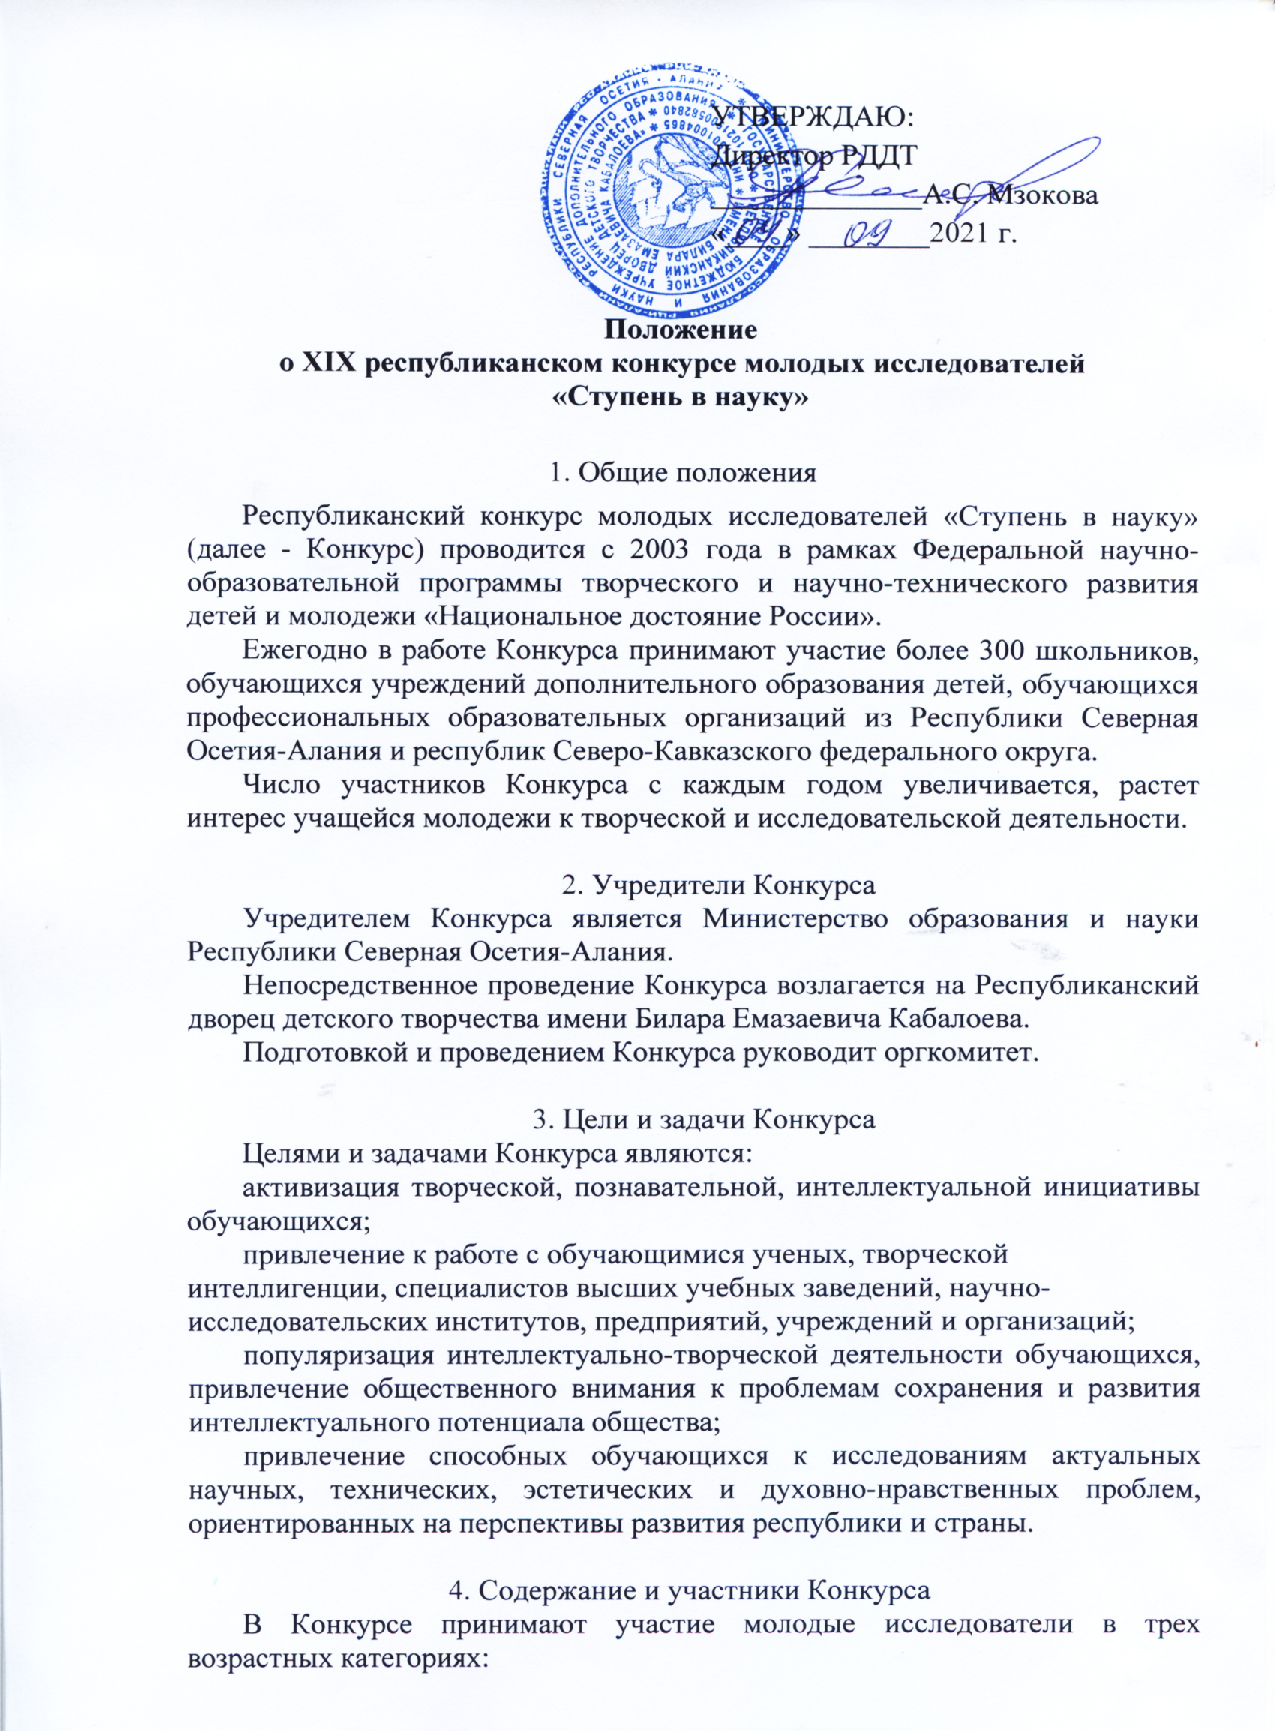 УТВЕРЖДАЮ:
Директор РДДТ
А.С. Мзокова
« » 09 2021 г.
РЕСПУБЛИКИ СЕВЕРНАЯ ОСЕТИЯ - АЛАНИЯ * МИНИСТЕРСТВО ОБРАЗОВАНИЯ И НАУКИ
Положение
о XIX республиканском конкурсе молодых исследователей
«Ступень в науку»
1. Общие положения
Республиканский конкурс молодых исследователей «Ступень в науку»
(далее - Конкурс) проводится с 2003 года в рамках Федеральной научно-
образовательной программы творческого и научно-технического развития
детей и молодежи «Национальное достояние России».
Ежегодно в работе Конкурса принимают участие более 300 школьников,
обучающихся учреждений дополнительного образования детей, обучающихся
профессиональных образовательных организаций из Республики Северная
Осетия-Алания и республик Северо-Кавказского федерального округа.
Число участников Конкурса с каждым годом увеличивается, растет
интерес учащейся молодежи к творческой и исследовательской деятельности.
2. Учредители Конкурса
Учредителем Конкурса является Министерство образования и науки
Республики Северная Осетия-Алания.
Непосредственное проведение Конкурса возлагается на Республиканский
дворец детского творчества имени Билара Емазаевича Кабалоева.
Подготовкой и проведением Конкурса руководит оргкомитет.
3. Цели и задачи Конкурса
Целями и задачами Конкурса являются:
активизация творческой, познавательной, интеллектуальной инициативы
обучающихся;
привлечение к работе с обучающимися ученых, творческой
интеллигенции, специалистов высших учебных заведений, научно-
исследовательских институтов, предприятий, учреждений и организаций;
популяризация интеллектуально-творческой деятельности обучающихся,
привлечение общественного внимания к проблемам сохранения и развития
интеллектуального потенциала общества;
привлечение способных обучающихся к исследованиям актуальных
научных, технических, эстетических и духовно-нравственных проблем,
ориентированных на перспективы развития республики и страны.
4. Содержание и участники Конкурса
В Конкурсе принимают участие молодые исследователи в трех
возрастных категориях: